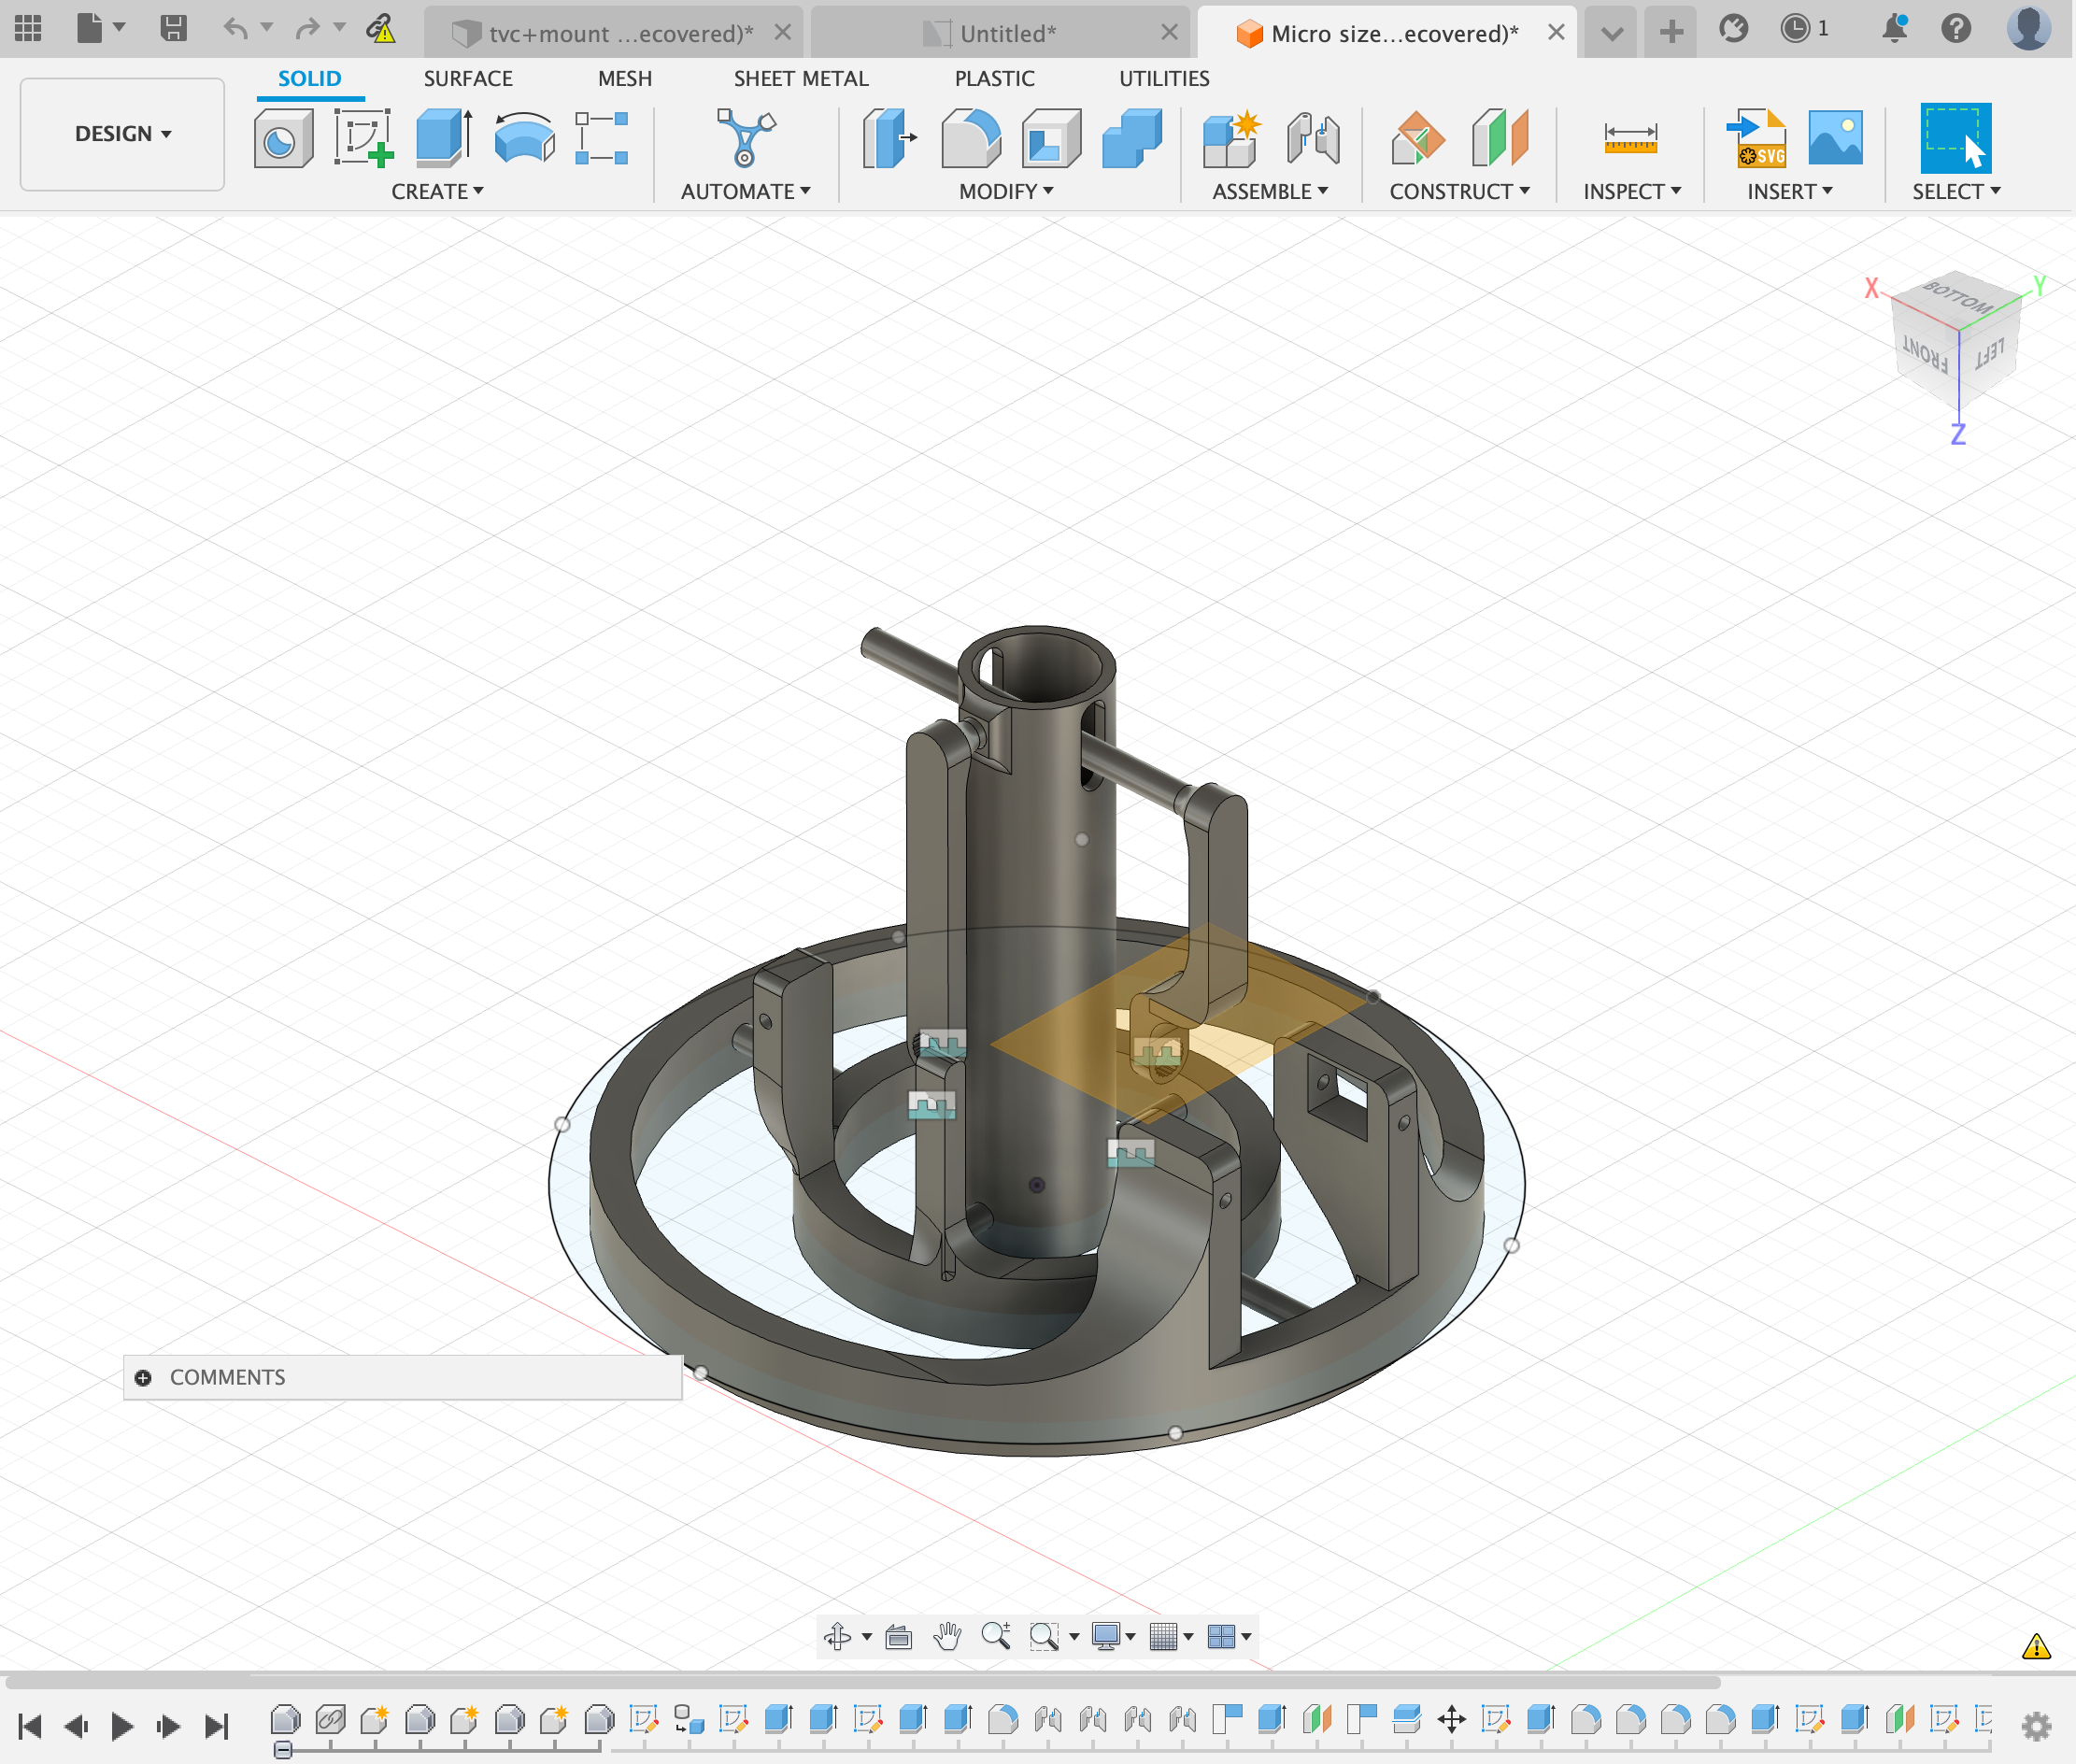 tvc+mount ...ecovered)*
Untitled*
Micro size...ecovered)*
1
DESIGN
SOLID
SURFACE
MESH
SHEET METAL
PLASTIC
UTILITIES
SVG
CREATE
AUTOMATE
MODIFY
ASSEMBLE
CONSTRUCT
INSPECT
INSERT
SELECT
X
Y
BOTTOM
FRONT
LEFT
Z
COMMENTS